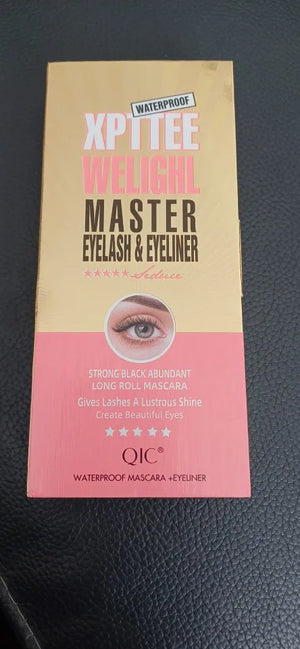 WATERPROOF
XPTTEE
WELIGHL
MASTER
EYELASH & EYELINER
Seduce
STRONG BLACK ABUNDANT
LONG ROLL MASCARA
Gives Lashes A Lustrous Shine
Create Beautiful Eyes
QIC®
WATERPROOF MASCARA +EYELINER